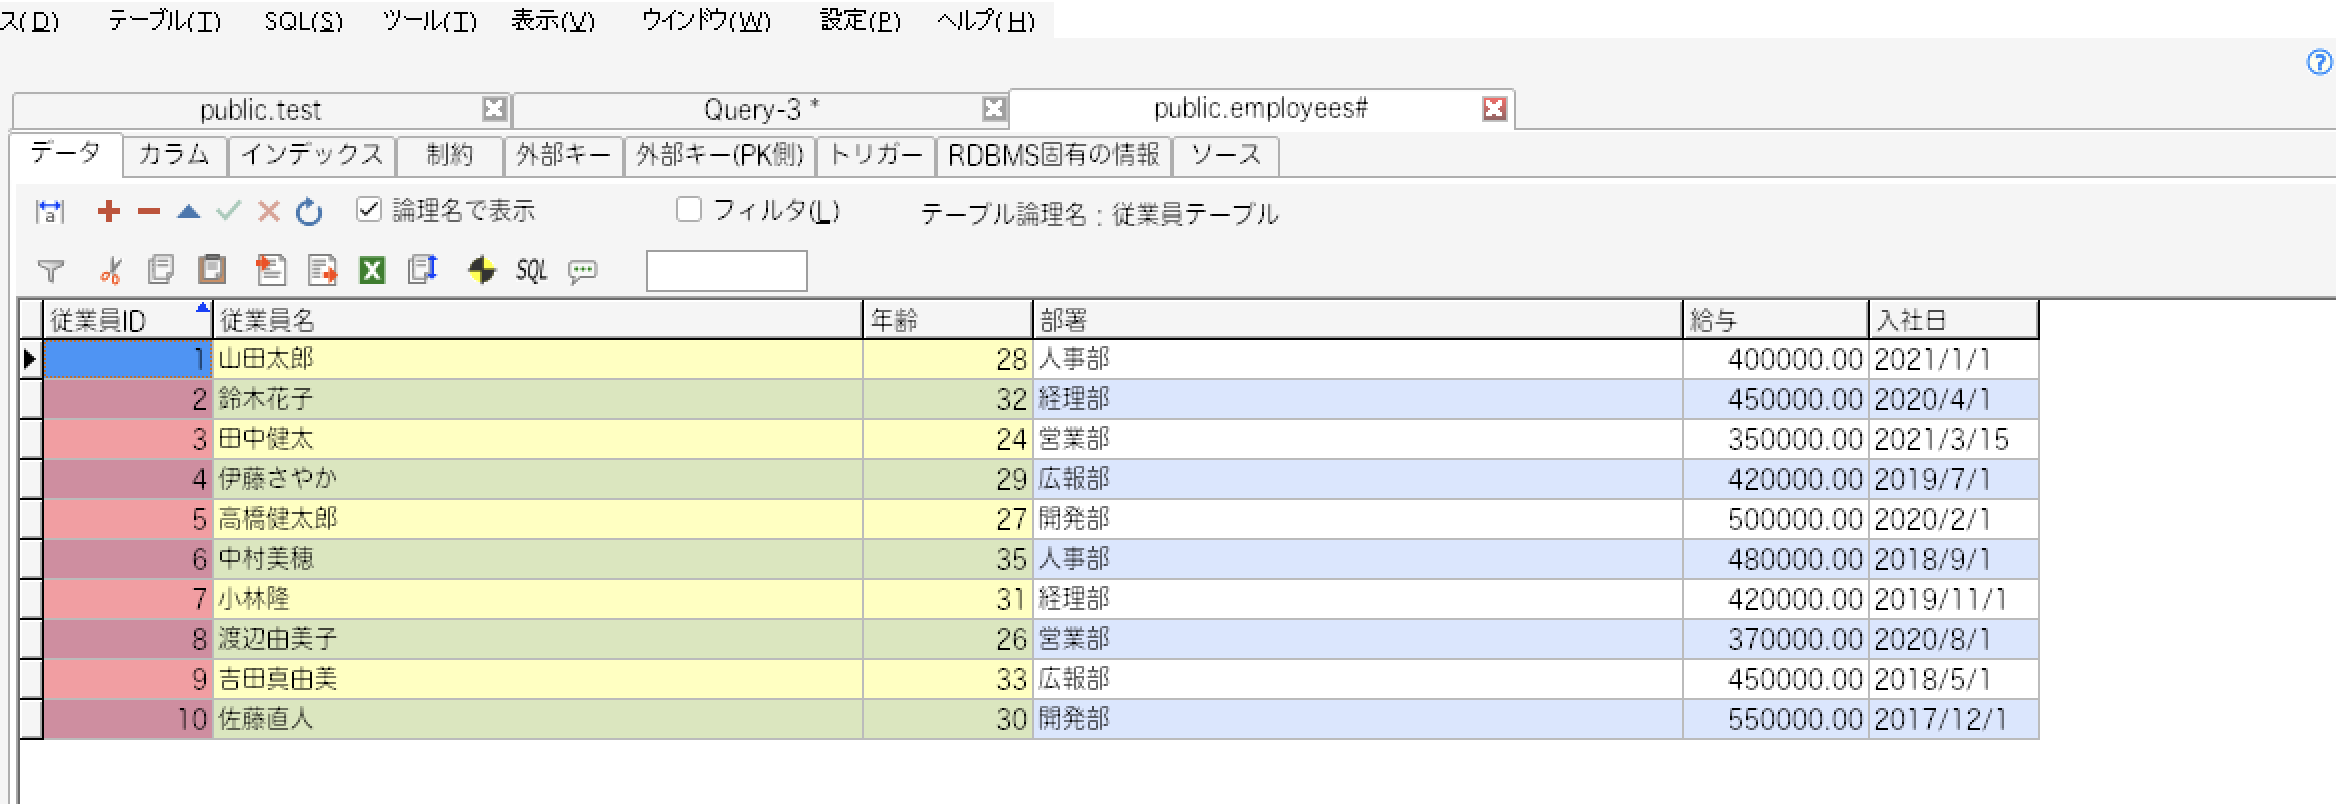 ス(D) テーブル(T) SQL(S) ツール(T) 表示(V) ウインドウ(W) 設定(P) ヘルプ(H)
public.test Query-3 * public.employees#
データ カラム インデックス 制約 外部キー 外部キー(PK側) トリガー RDBMS固有の情報 ソース
論理名で表示 フィルタ(L) テーブル論理名 : 従業員テーブル
SQL
従業員ID 従業員名 年齢 部署 給与 入社日
1 山田太郎 28 人事部 400000.00 2021/1/1
2 鈴木花子 32 経理部 450000.00 2020/4/1
3 田中健太 24 営業部 350000.00 2021/3/15
4 伊藤さやか 29 広報部 420000.00 2019/7/1
5 高橋健太郎 27 開発部 500000.00 2020/2/1
6 中村美穂 35 人事部 480000.00 2018/9/1
7 小林隆 31 経理部 420000.00 2019/11/1
8 渡辺由美子 26 営業部 370000.00 2020/8/1
9 吉田真由美 33 広報部 450000.00 2018/5/1
10 佐藤直人 30 開発部 550000.00 2017/12/1